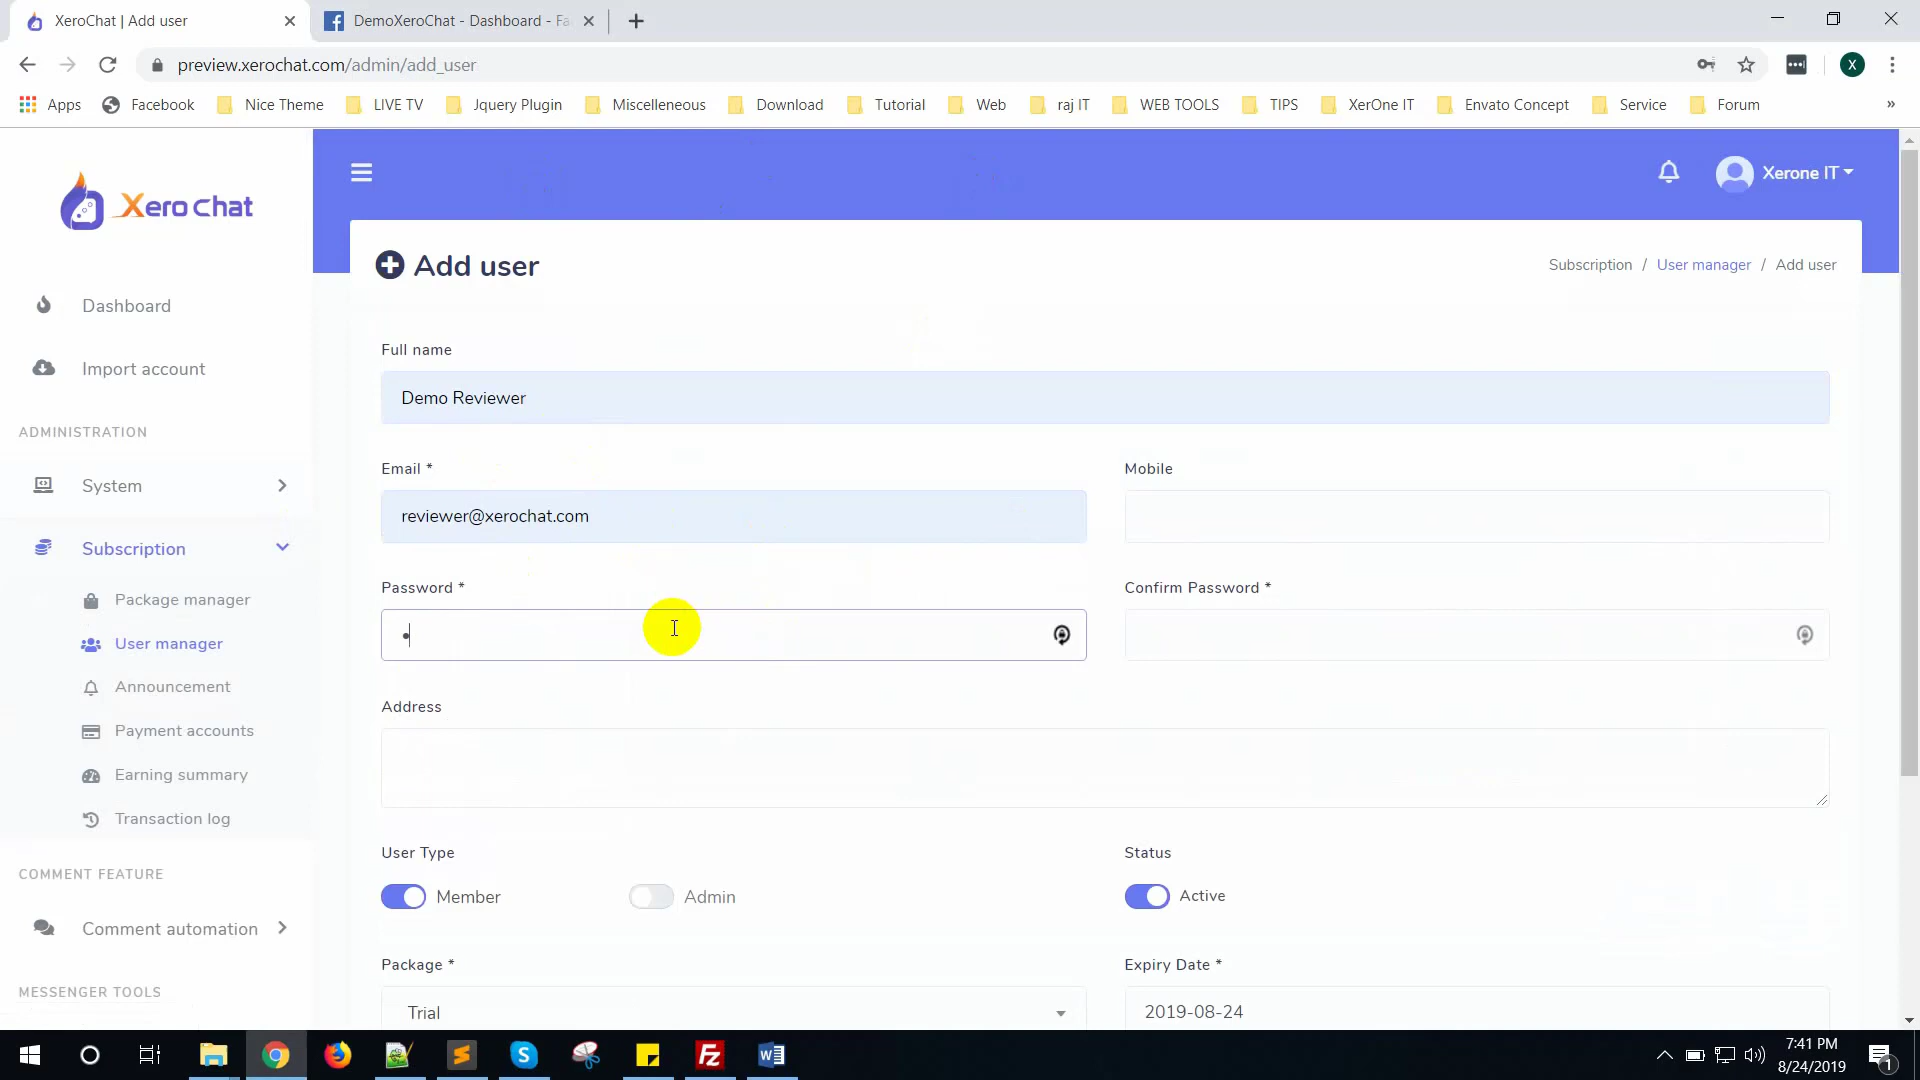 XeroChat | Add user
DemoXeroChat - Dashboard - Fa
preview.xerochat.com/admin/add_user
X
Apps
Facebook
Nice Theme
LIVE TV
Jquery Plugin
Miscelleneous
Download
Tutorial
Web
raj IT
WEB TOOLS
TIPS
XerOne IT
Envato Concept
Service
Forum
»
Xero Chat
Xerone IT
Dashboard
Import account
ADMINISTRATION
System
Subscription
Package manager
User manager
Announcement
Payment accounts
Earning summary
Transaction log
COMMENT FEATURE
Comment automation
MESSENGER TOOLS
Add user
Subscription / User manager / Add user
Full name
Demo Reviewer
Email *
reviewer@xerochat.com
Mobile
Password *
Confirm Password *
Address
User Type
Member
Admin
Status
Active
Package *
Trial
Expiry Date *
2019-08-24
7:41 PM
8/24/2019
1